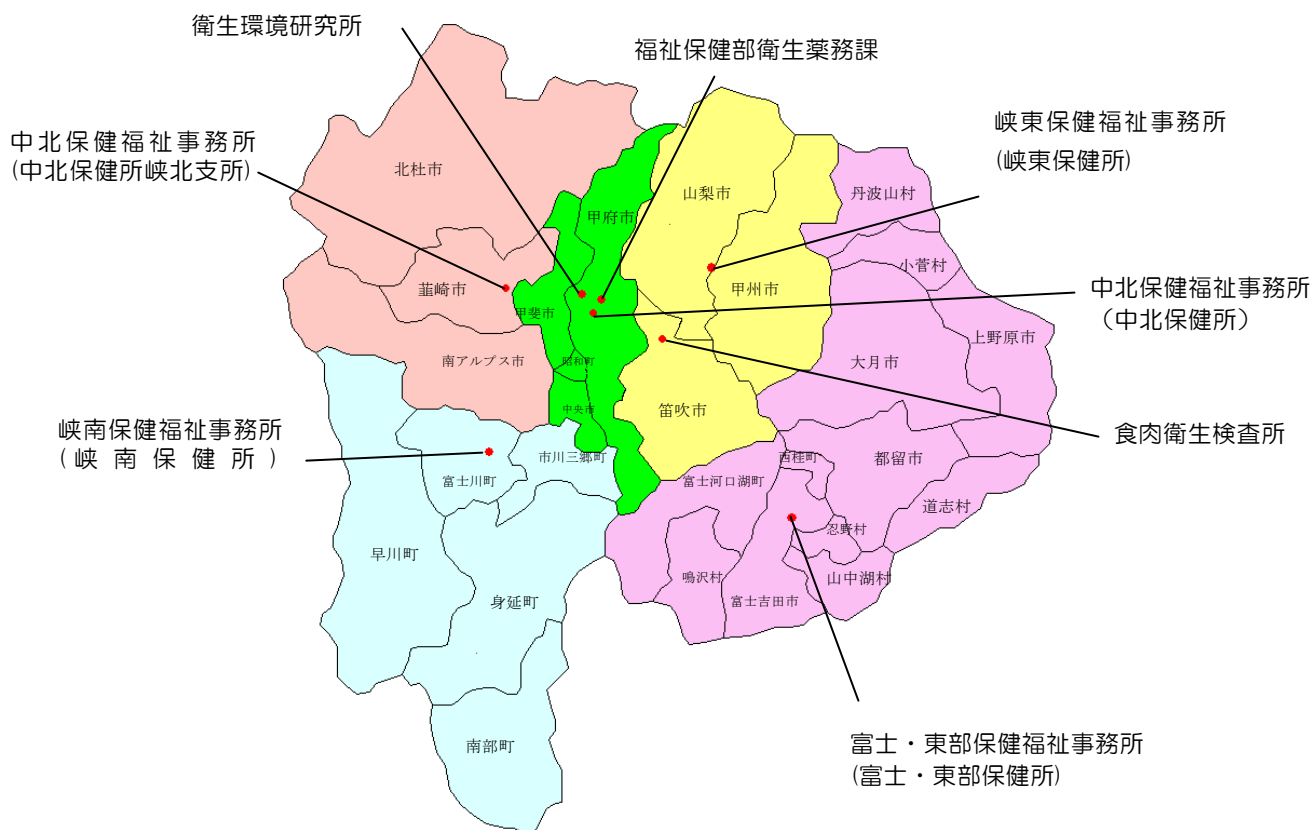 衛生環境研究所
福祉保健部衛生薬務課
中北保健福祉事務所
(中北保健所峡北支所)
峡東保健福祉事務所
(峡東保健所)
北杜市
山梨市
丹波山村
甲府市
小菅村
韮崎市
甲州市
中北保健福祉事務所
（中北保健所）
甲斐市
上野原市
南アルプス市
昭和町
大月市
中央市
笛吹市
食肉衛生検査所
峡南保健福祉事務所
(峡南保健所)
市川三郷町
西桂町
都留市
富士川町
富士河口湖町
道志村
忍野村
早川町
鳴沢村
山中湖村
身延町
富士吉田市
南部町
富士・東部保健福祉事務所
(富士・東部保健所)